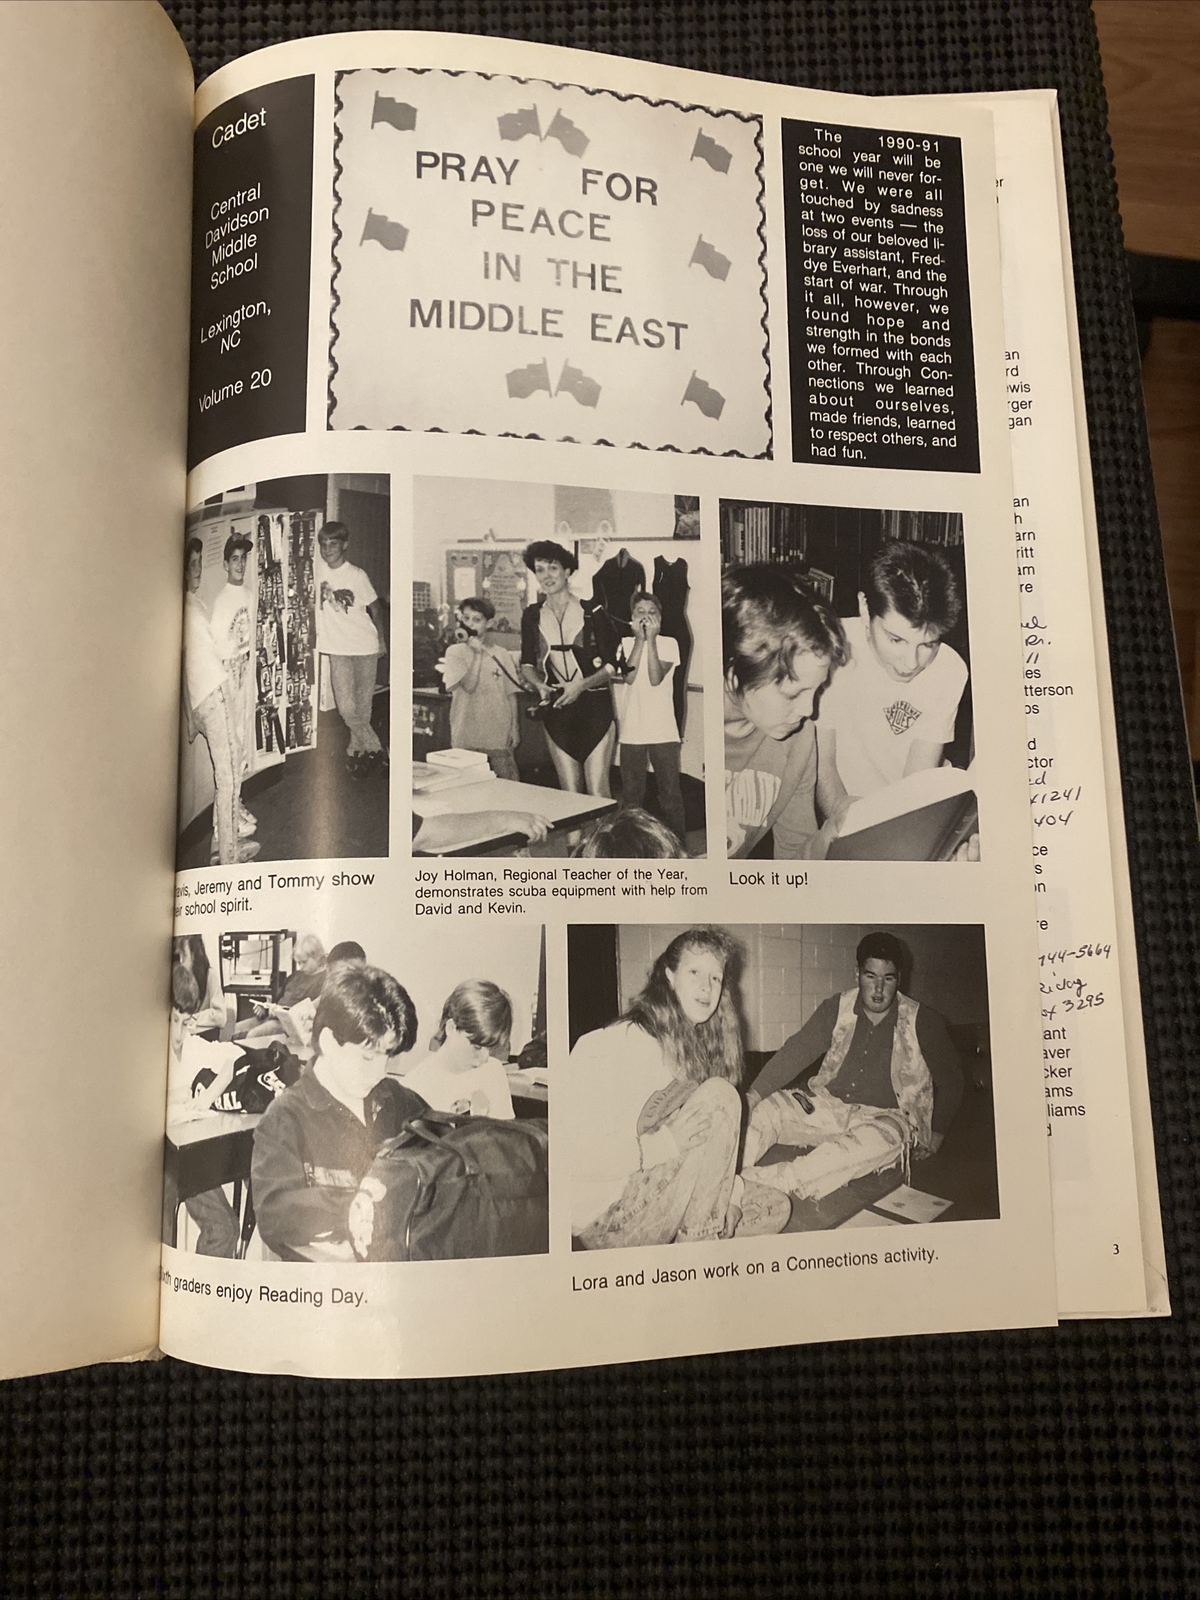 Cadet
Central
Davidson
Middle
School
Lexington,
NC
Volume 20
PRAY FOR
PEACE
IN THE
MIDDLE EAST
The 1990-91
school year will be
one we will never for-
get. We were all
touched by sadness
at two events — the
loss of our beloved li-
brary assistant, Fred-
dye Everhart, and the
start of war. Through
it all, however, we
found hope and
strength in the bonds
we formed with each
other. Through Con-
nections we learned
about ourselves,
made friends, learned
to respect others, and
had fun.
Jeremy and Tommy show
school spirit.
Joy Holman, Regional Teacher of the Year,
demonstrates scuba equipment with help from
David and Kevin.
Look it up!
graders enjoy Reading Day.
Lora and Jason work on a Connections activity.
744-5664
3295
3